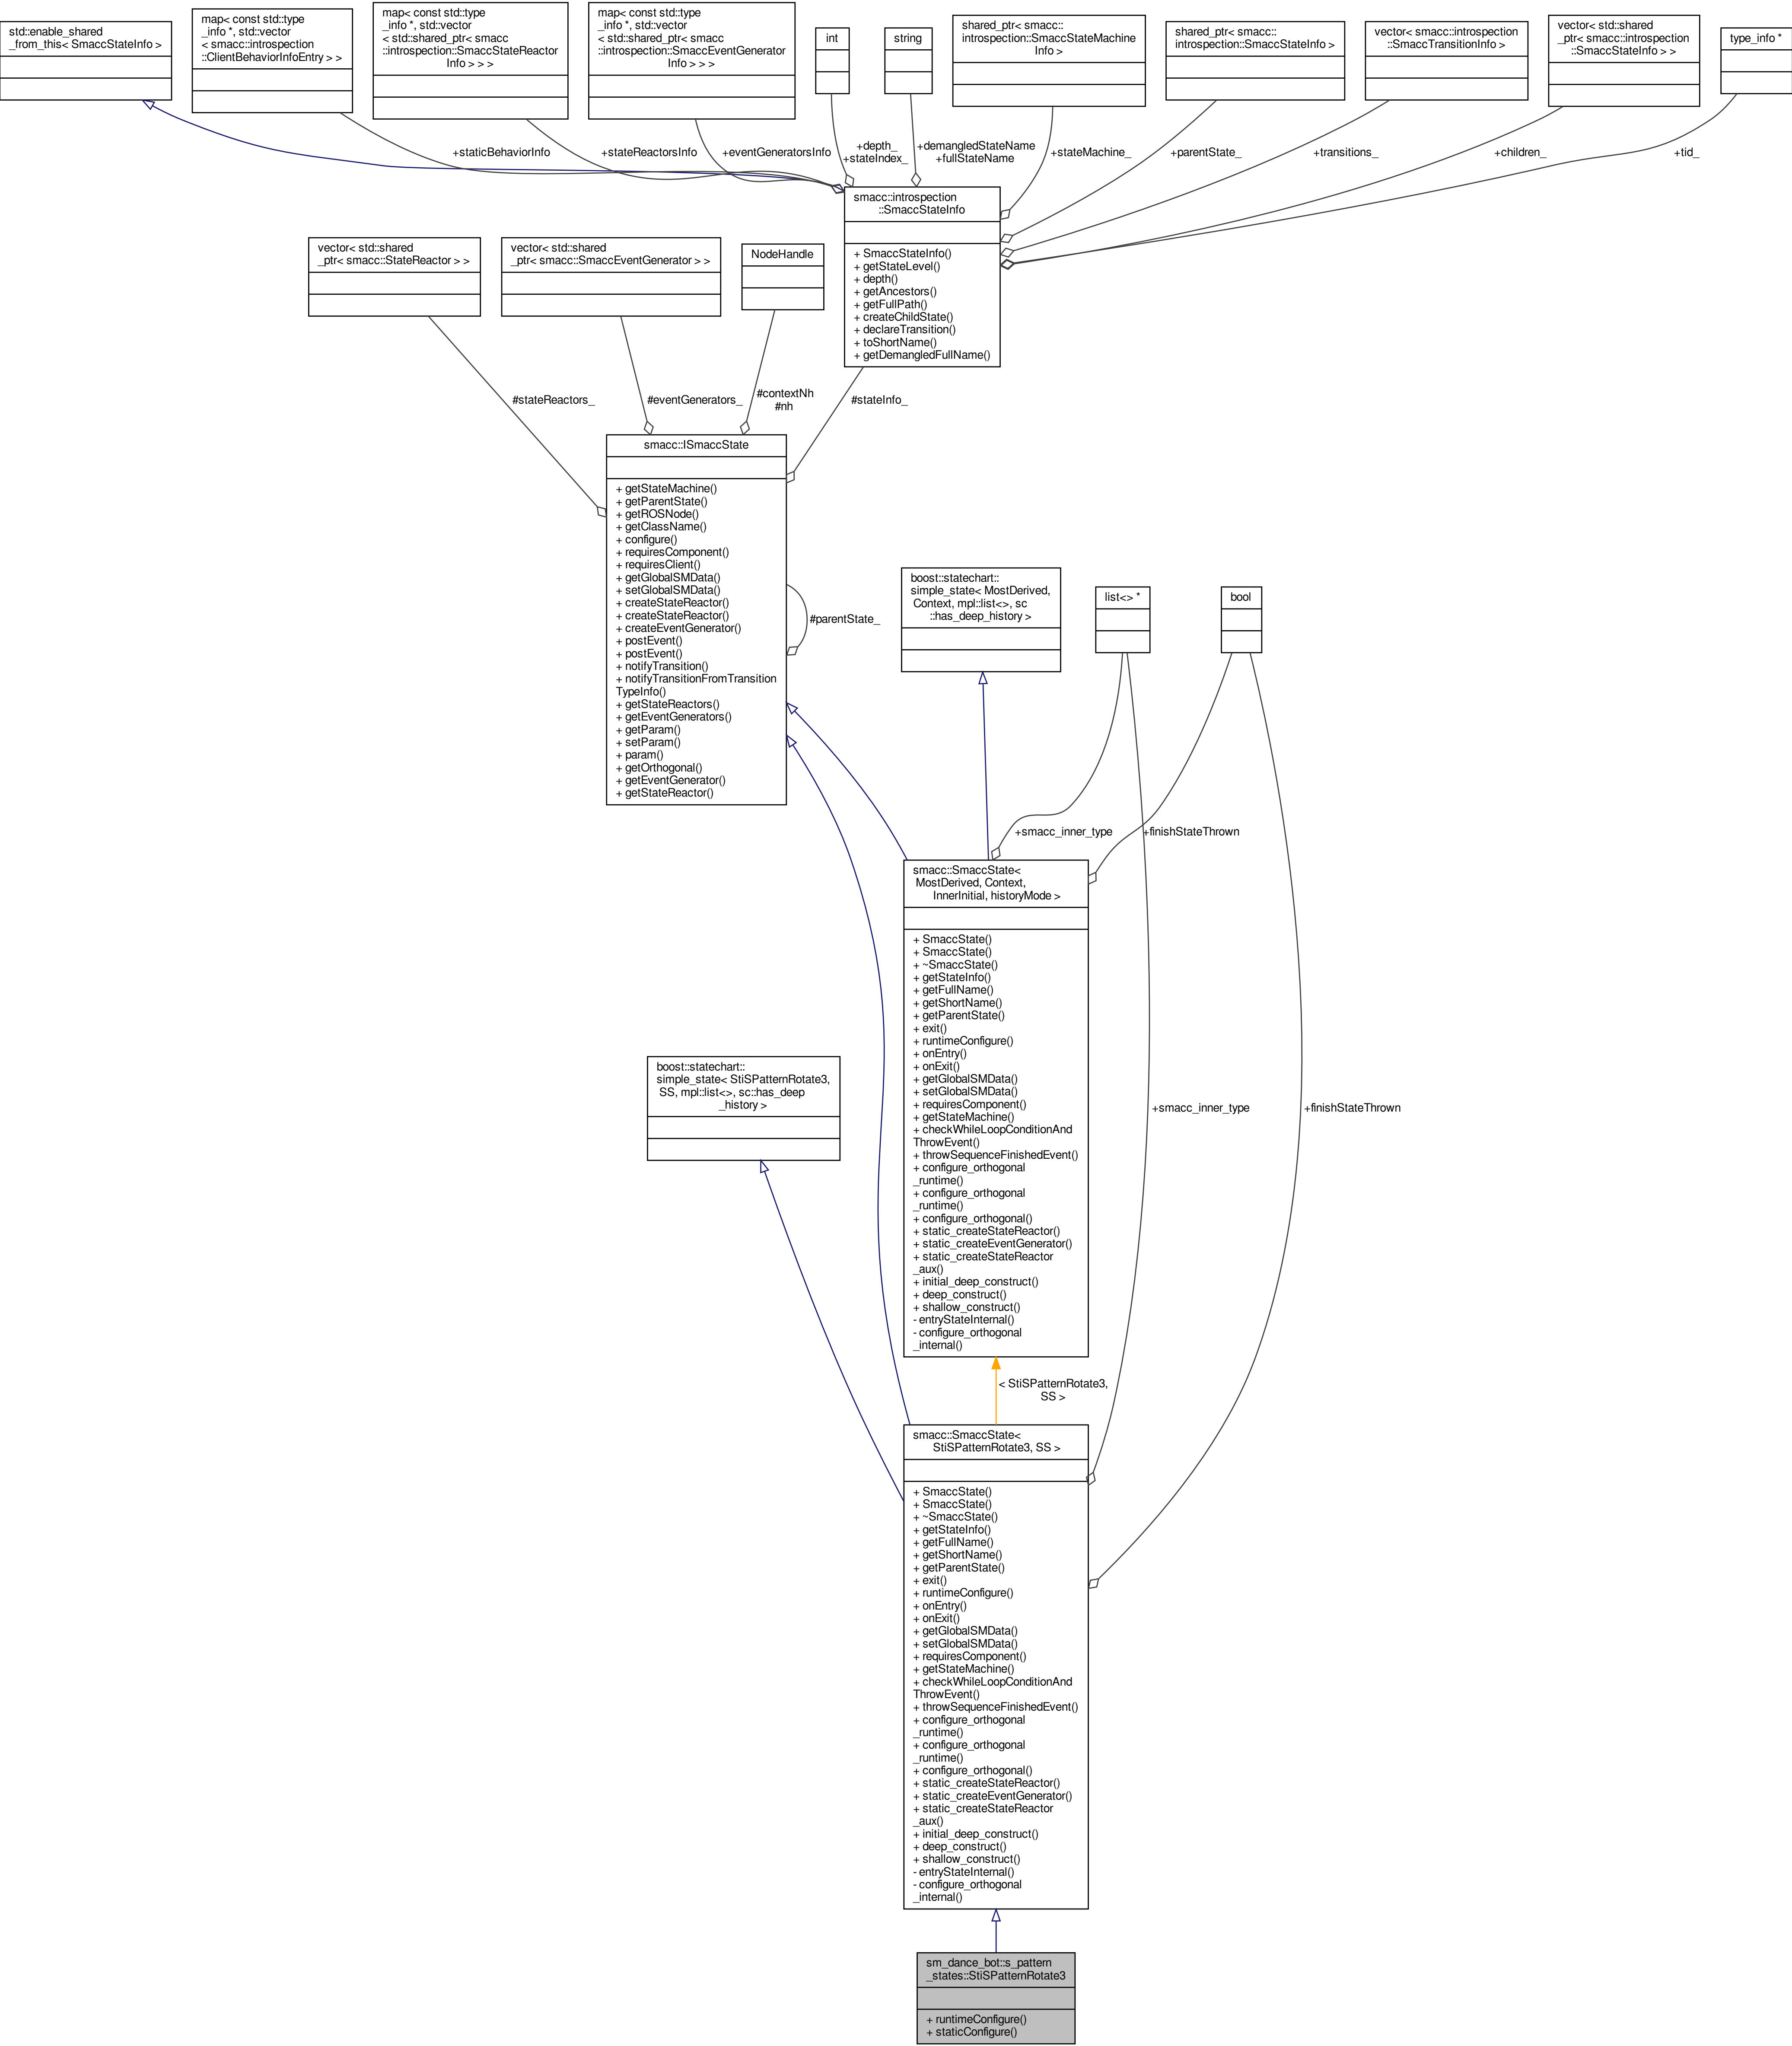 std::enable_shared
_from_this< SmaccStateInfo >
map< const std::type
_info *, std::vector
< smacc::introspection
::ClientBehaviorInfoEntry > >
map< const std::type
_info *, std::vector
< std::shared_ptr< smacc
::introspection::SmaccStateReactor
Info > > >
map< const std::type
_info *, std::vector
< std::shared_ptr< smacc
::introspection::SmaccEventGenerator
Info > > >
int
string
shared_ptr< smacc::
introspection::SmaccStateMachine
Info >
shared_ptr< smacc::
introspection::SmaccStateInfo >
vector< smacc::introspection
::SmaccTransitionInfo >
vector< std::shared
_ptr< smacc::introspection
::SmaccStateInfo > >
type_info *
+staticBehaviorInfo
+stateReactorsInfo
+eventGeneratorsInfo
+depth_
+stateIndex_
+demangledStateName
+fullStateName
+stateMachine_
+parentState_
+transitions_
+children_
+tid_
smacc::introspection
::SmaccStateInfo
+ SmaccStateInfo()
+ getStateLevel()
+ depth()
+ getAncestors()
+ getFullPath()
+ createChildState()
+ declareTransition()
+ toShortName()
+ getDemangledFullName()
vector< std::shared
_ptr< smacc::StateReactor > >
vector< std::shared
_ptr< smacc::SmaccEventGenerator > >
NodeHandle
#stateReactors_
#eventGenerators_
#contextNh
#nh
#stateInfo_
smacc::ISmaccState
+ getStateMachine()
+ getParentState()
+ getROSNode()
+ getClassName()
+ configure()
+ requiresComponent()
+ requiresClient()
+ getGlobalSMData()
+ setGlobalSMData()
+ createStateReactor()
+ createStateReactor()
+ createEventGenerator()
+ postEvent()
+ postEvent()
+ notifyTransition()
+ notifyTransitionFromTransition
TypeInfo()
+ getStateReactors()
+ getEventGenerators()
+ getParam()
+ setParam()
+ param()
+ getOrthogonal()
+ getEventGenerator()
+ getStateReactor()
#parentState_
boost::statechart::
simple_state< MostDerived,
Context, mpl::list<>, sc
::has_deep_history >
list<> *
bool
+smacc_inner_type
+finishStateThrown
smacc::SmaccState<
MostDerived, Context,
InnerInitial, historyMode >
+ SmaccState()
+ SmaccState()
+ ~SmaccState()
+ getStateInfo()
+ getFullName()
+ getShortName()
+ getParentState()
+ exit()
+ runtimeConfigure()
+ onEntry()
+ onExit()
+ getGlobalSMData()
+ setGlobalSMData()
+ requiresComponent()
+ getStateMachine()
+ checkWhileLoopConditionAnd
ThrowEvent()
+ throwSequenceFinishedEvent()
+ configure_orthogonal
_runtime()
+ configure_orthogonal
_runtime()
+ configure_orthogonal()
+ static_createStateReactor()
+ static_createEventGenerator()
+ static_createStateReactor
_aux()
+ initial_deep_construct()
+ deep_construct()
+ shallow_construct()
- entryStateInternal()
- configure_orthogonal
_internal()
boost::statechart::
simple_state< StiSPatternRotate3,
SS, mpl::list<>, sc::has_deep
_history >
+smacc_inner_type
+finishStateThrown
< StiSPatternRotate3,
SS >
smacc::SmaccState<
StiSPatternRotate3, SS >
+ SmaccState()
+ SmaccState()
+ ~SmaccState()
+ getStateInfo()
+ getFullName()
+ getShortName()
+ getParentState()
+ exit()
+ runtimeConfigure()
+ onEntry()
+ onExit()
+ getGlobalSMData()
+ setGlobalSMData()
+ requiresComponent()
+ getStateMachine()
+ checkWhileLoopConditionAnd
ThrowEvent()
+ throwSequenceFinishedEvent()
+ configure_orthogonal
_runtime()
+ configure_orthogonal
_runtime()
+ configure_orthogonal()
+ static_createStateReactor()
+ static_createEventGenerator()
+ static_createStateReactor
_aux()
+ initial_deep_construct()
+ deep_construct()
+ shallow_construct()
- entryStateInternal()
- configure_orthogonal
_internal()
sm_dance_bot::s_pattern
_states::StiSPatternRotate3
+ runtimeConfigure()
+ staticConfigure()